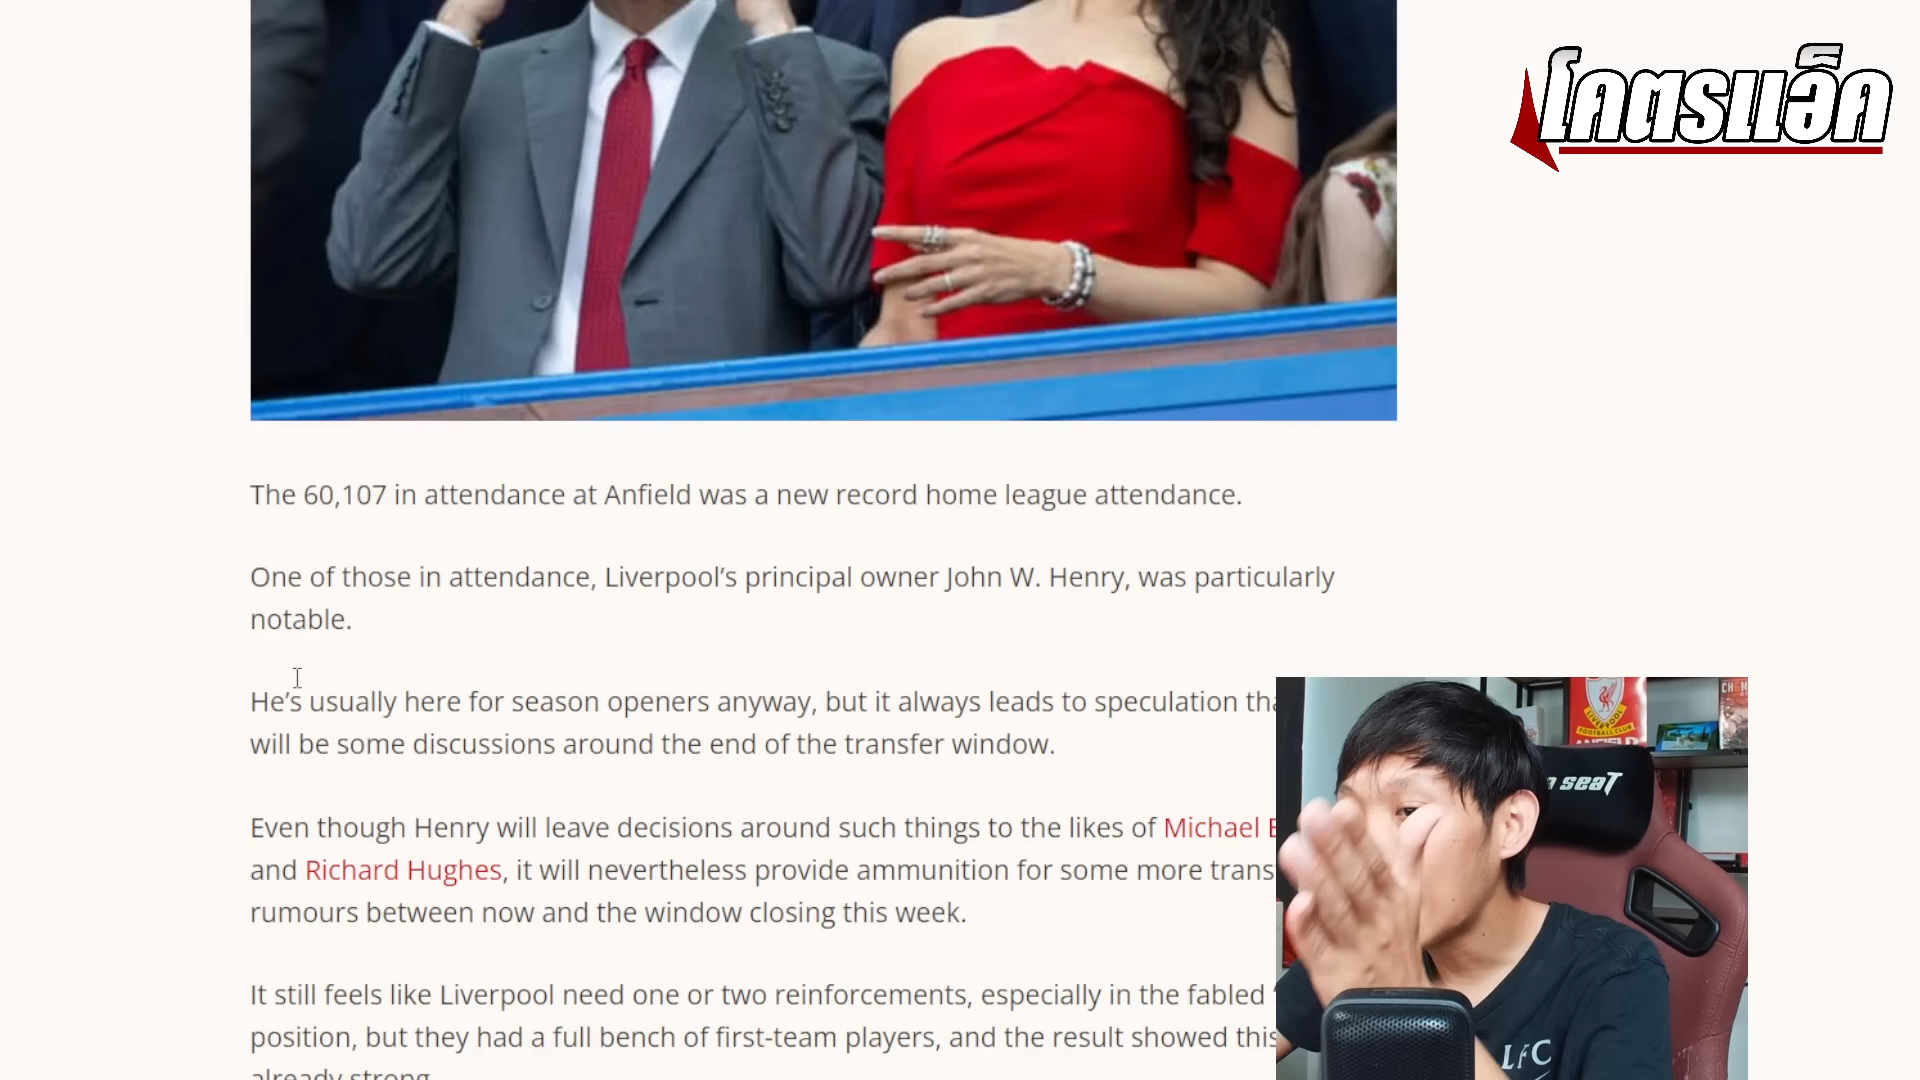 โคตรแอ็ค
The 60,107 in attendance at Anfield was a new record home league attendance.
One of those in attendance, Liverpool’s principal owner John W. Henry, was particularly
notable.
He’s usually here for season openers anyway, but it always leads to speculation
will be some discussions around the end of the transfer window.
Even though Henry will leave decisions around such things to the likes of Michael
and Richard Hughes, it will nevertheless provide ammunition for some more
rumours between now and the window closing this week.
It still feels like Liverpool need one or two reinforcements, especially in the fabled
position, but they had a full bench of first-team players, and the result showed this
already strong
LIVERPOOL
FOOTBALL CLUB
ANFIELD
seaT
LFC